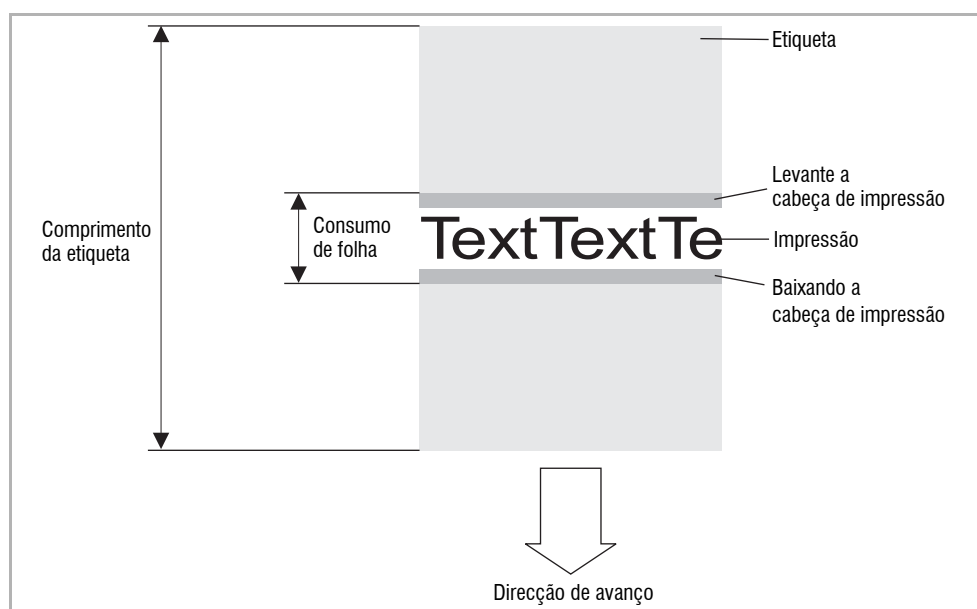 Etiqueta
Levante a
cabeça de impressão
Comprimento
da etiqueta
Consumo
de folha
TextTextTe
Impressão
Baixando a
cabeça de impressão
Direcção de avanço